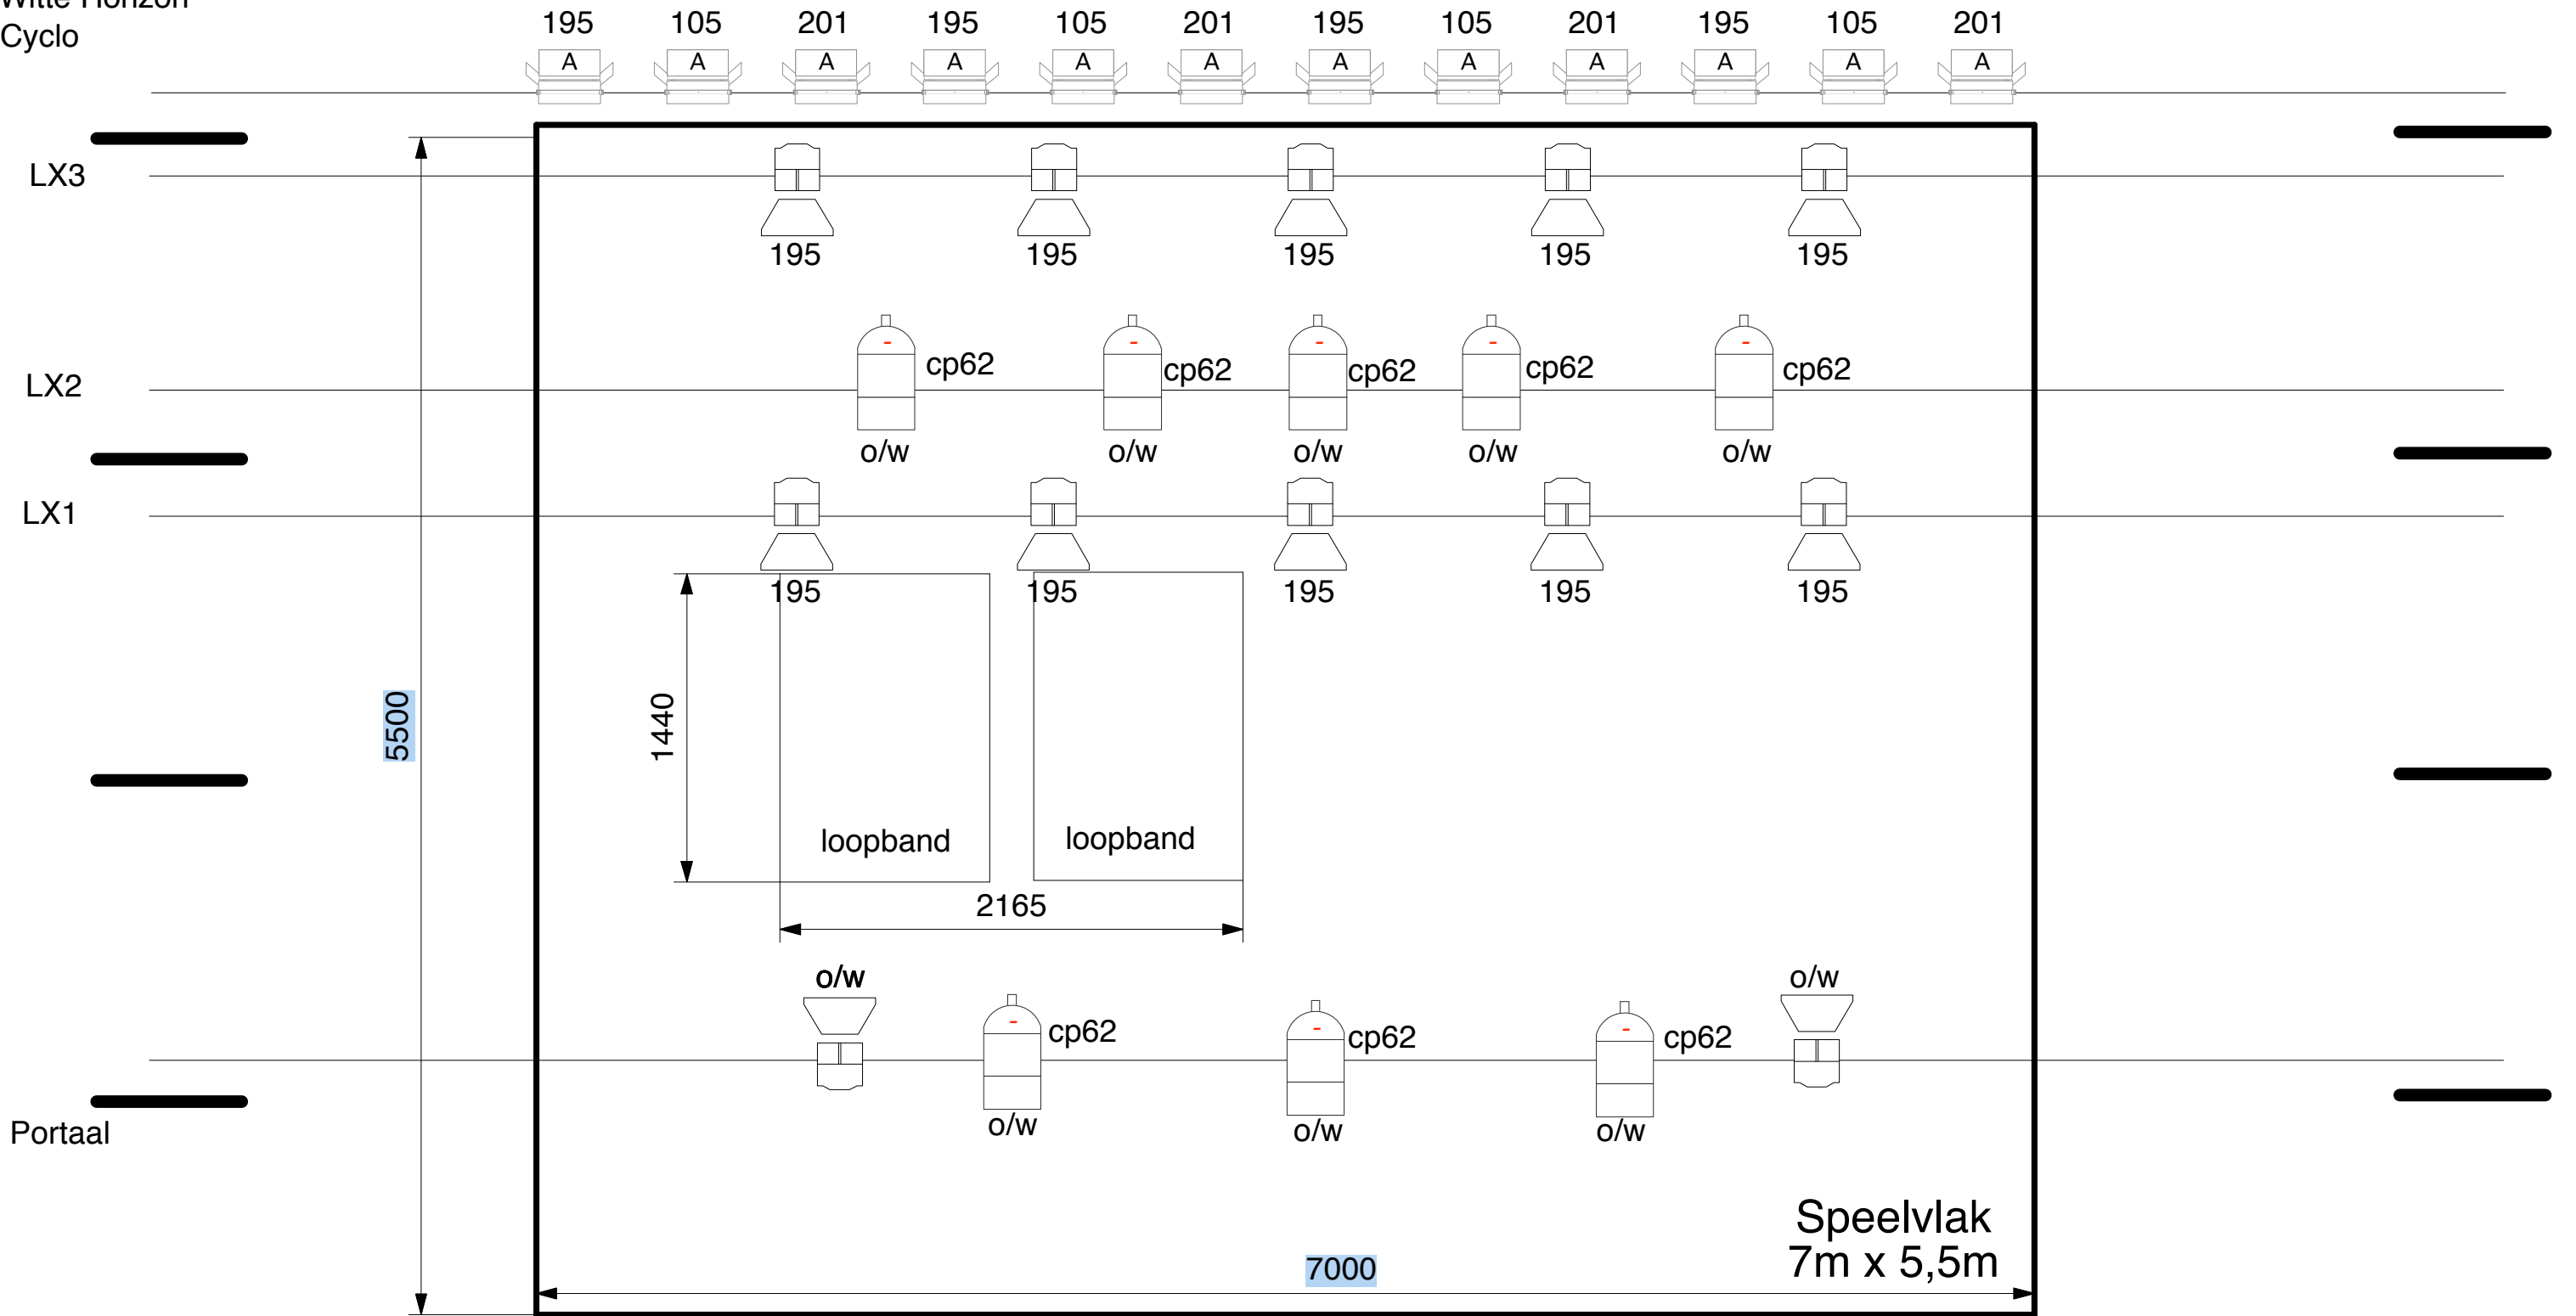 Witte Horizon
Cyclo
195 105 201 195 105 201 195 105 201 195 105 201
A A A A A A A A A A A A
LX3
195 195 195 195 195
- - - - -
cp62 cp62 cp62 cp62 cp62
LX2
o/w o/w o/w o/w o/w
LX1
195 195 195 195 195
5500
1440
loopband loopband
2165
o/w o/w
- - -
cp62 cp62 cp62
o/w o/w o/w
Portaal
Speelvlak
7m x 5,5m
7000